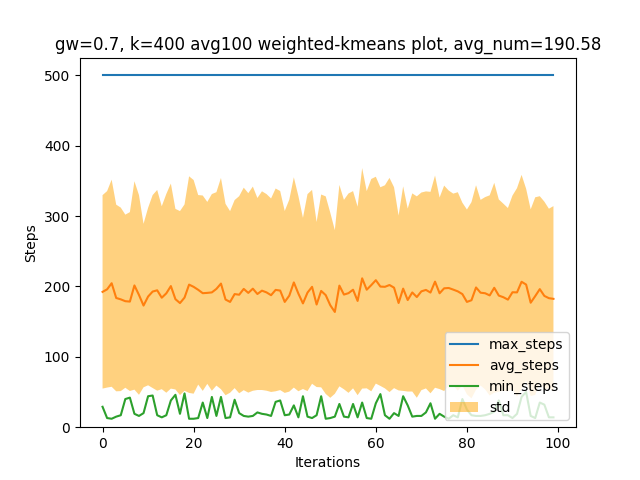 gw=0.7, k=400 avg100 weighted-kmeans plot, avg_num=190.58
500
400
300
200
100
0
Steps
max_steps
avg_steps
min_steps
std
0 20 40 60 80 100
Iterations